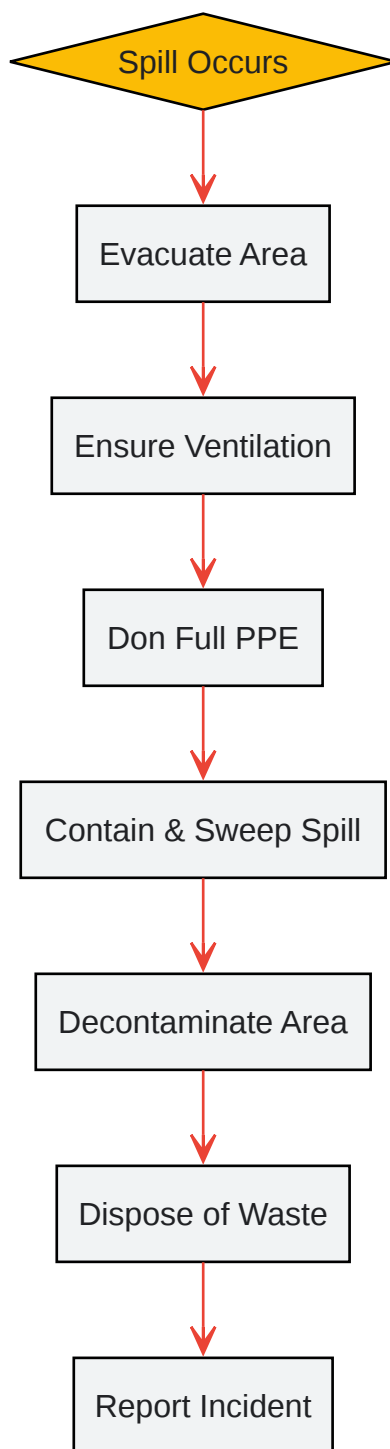 Spill Occurs
Evacuate Area
Ensure Ventilation
Don Full PPE
Contain & Sweep Spill
Decontaminate Area
Dispose of Waste
Report Incident